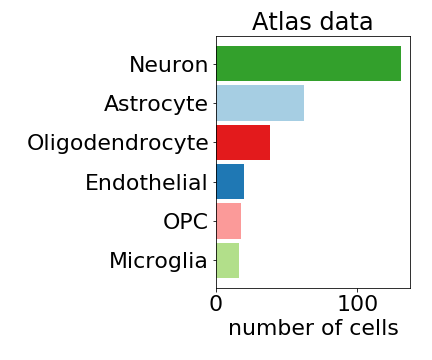 Atlas data
Neuron
Astrocyte
Oligodendrocyte
Endothelial
OPC
Microglia
0 100
number of cells